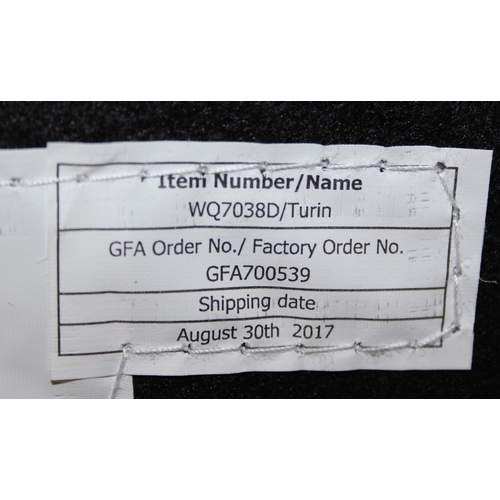 Item Number/Name
WQ7038D/Turin
GFA Order No./ Factory Order No.
GFA700539
Shipping date
August 30th 2017